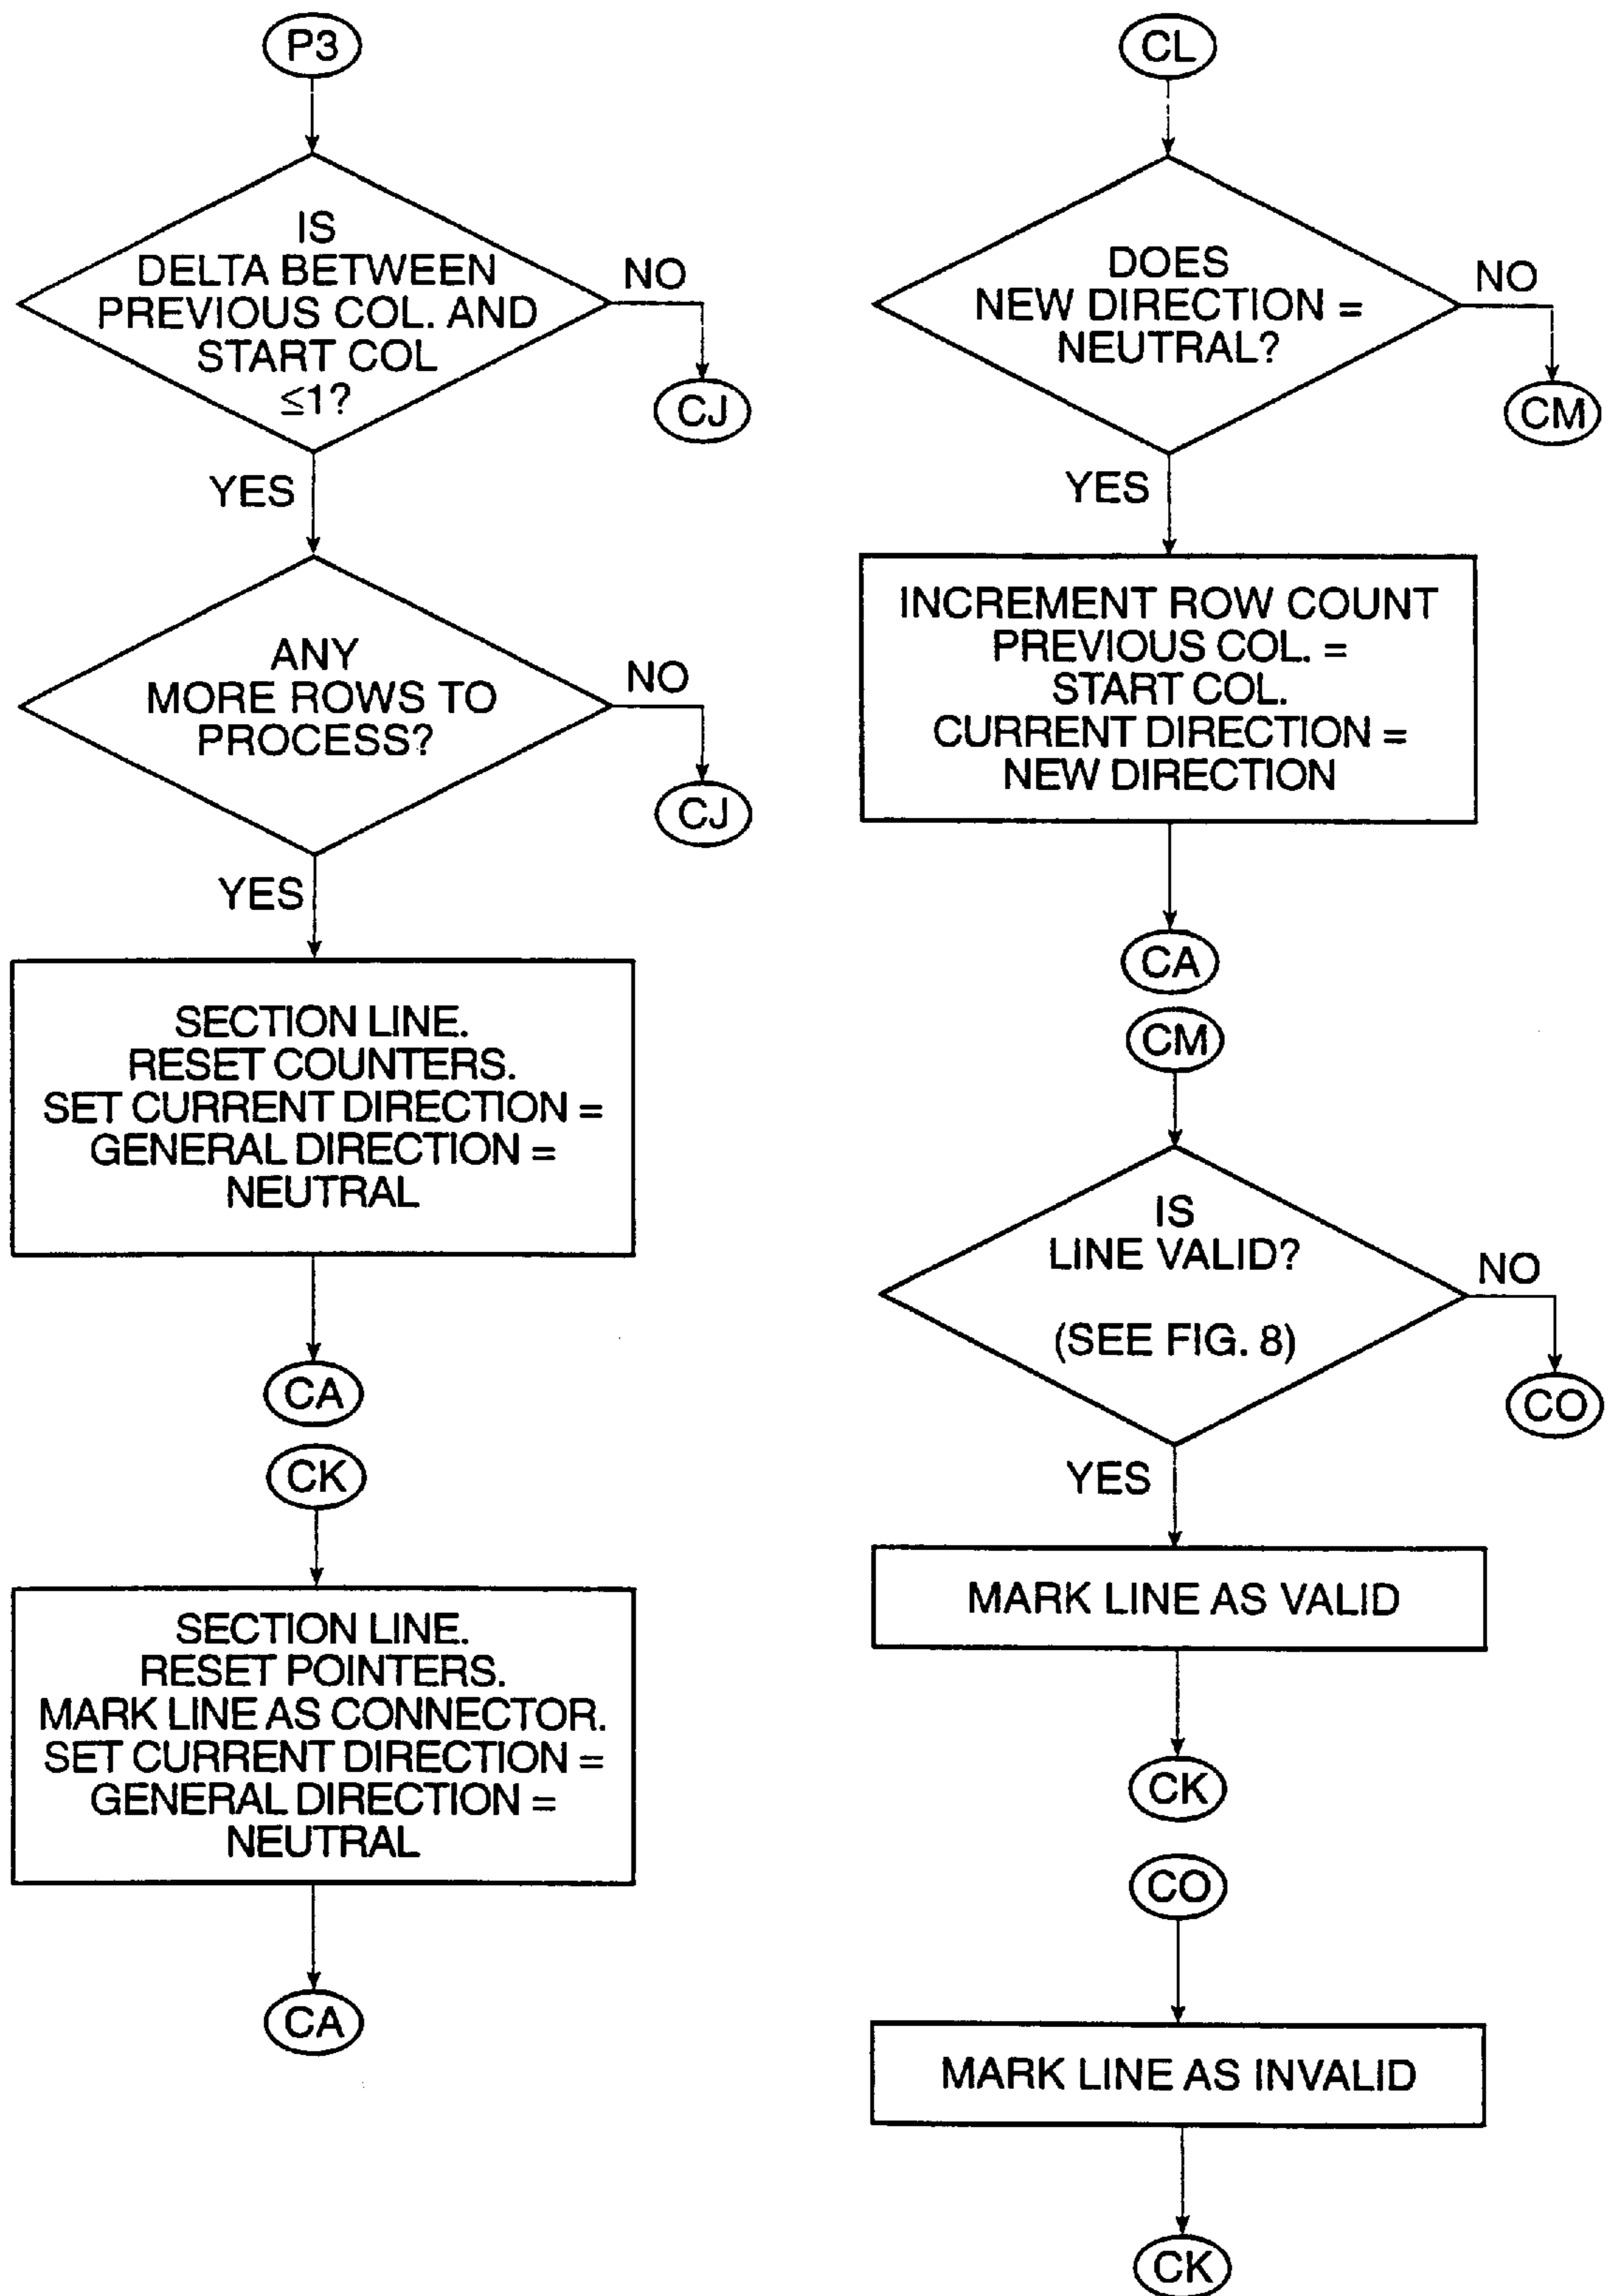 P3
IS
DELTA BETWEEN
PREVIOUS COL. AND
START COL
≤1?
NO
CJ
YES
ANY
MORE ROWS TO
PROCESS?
NO
CJ
YES
SECTION LINE.
RESET COUNTERS.
SET CURRENT DIRECTION =
GENERAL DIRECTION =
NEUTRAL
CA
CK
SECTION LINE.
RESET POINTERS.
MARK LINE AS CONNECTOR.
SET CURRENT DIRECTION =
GENERAL DIRECTION =
NEUTRAL
CA
CL
DOES
NEW DIRECTION =
NEUTRAL?
NO
CM
YES
INCREMENT ROW COUNT
PREVIOUS COL. =
START COL.
CURRENT DIRECTION =
NEW DIRECTION
CA
CM
IS
LINE VALID?
(SEE FIG. 8)
NO
CO
YES
MARK LINE AS VALID
CK
CO
MARK LINE AS INVALID
CK